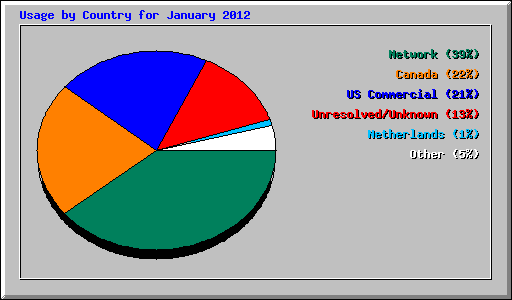 Usage by Country for January 2012
Network (39%)
Canada (22%)
US Commercial (21%)
Unresolved/Unknown (13%)
Netherlands (1%)
Other (5%)